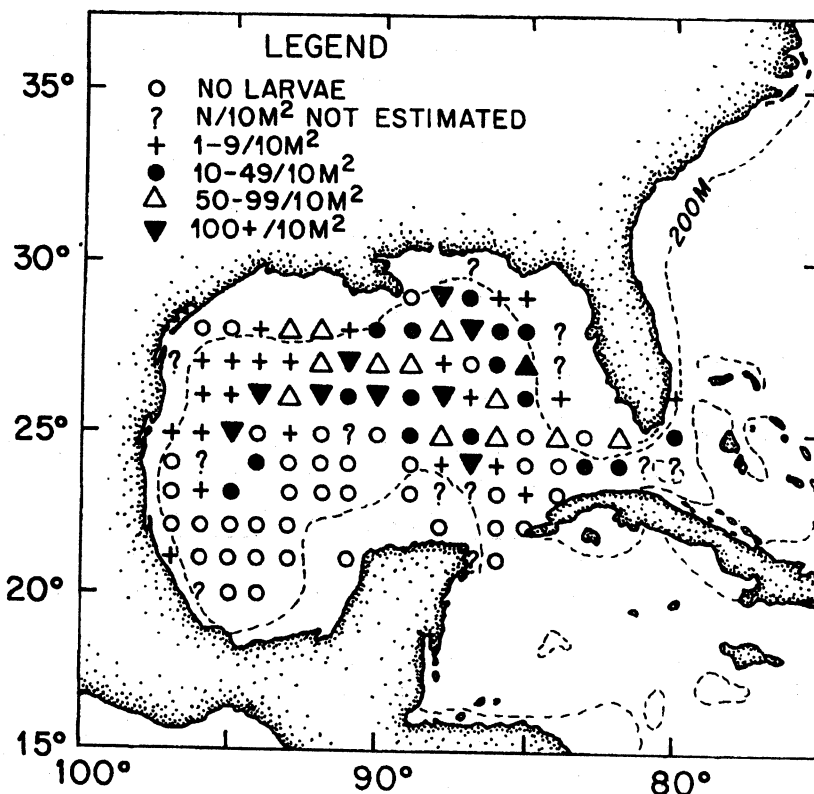 LEGEND
NO LARVAE
? N/10M² NOT ESTIMATED
+ 1-9/10M²
10-49/10M²
50-99/10M²
100+/10M²
35°
30°
25°
20°
15°
100°
90°
80°
200M